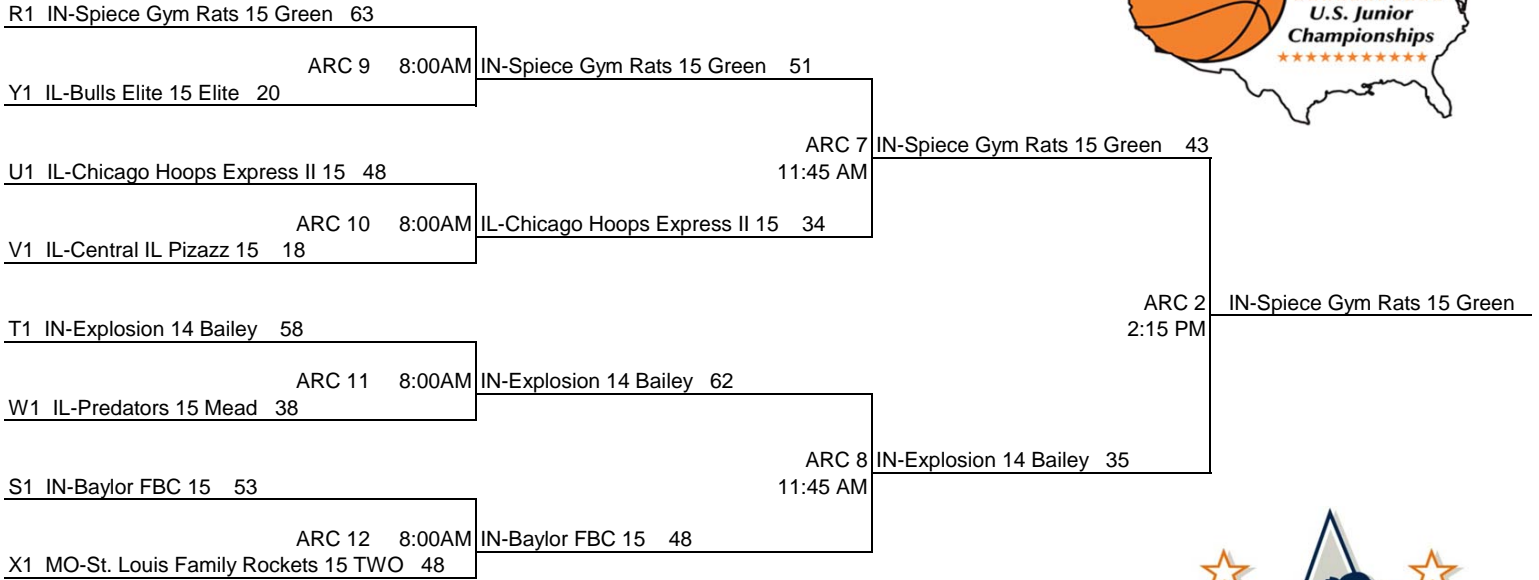 R1 IN-Spiece Gym Rats 15 Green 63
U.S. Junior
Championships
ARC 9 8:00AM IN-Spiece Gym Rats 15 Green 51
Y1 IL-Bulls Elite 15 Elite 20
ARC 7 IN-Spiece Gym Rats 15 Green 43
U1 IL-Chicago Hoops Express II 15 48
11:45 AM
ARC 10 8:00AM IL-Chicago Hoops Express II 15 34
V1 IL-Central IL Pizazz 15 18
ARC 2 IN-Spiece Gym Rats 15 Green
T1 IN-Explosion 14 Bailey 58
2:15 PM
ARC 11 8:00AM IN-Explosion 14 Bailey 62
W1 IL-Predators 15 Mead 38
ARC 8 IN-Explosion 14 Bailey 35
S1 IN-Baylor FBC 15 53
11:45 AM
ARC 12 8:00AM IN-Baylor FBC 15 48
X1 MO-St. Louis Family Rockets 15 TWO 48